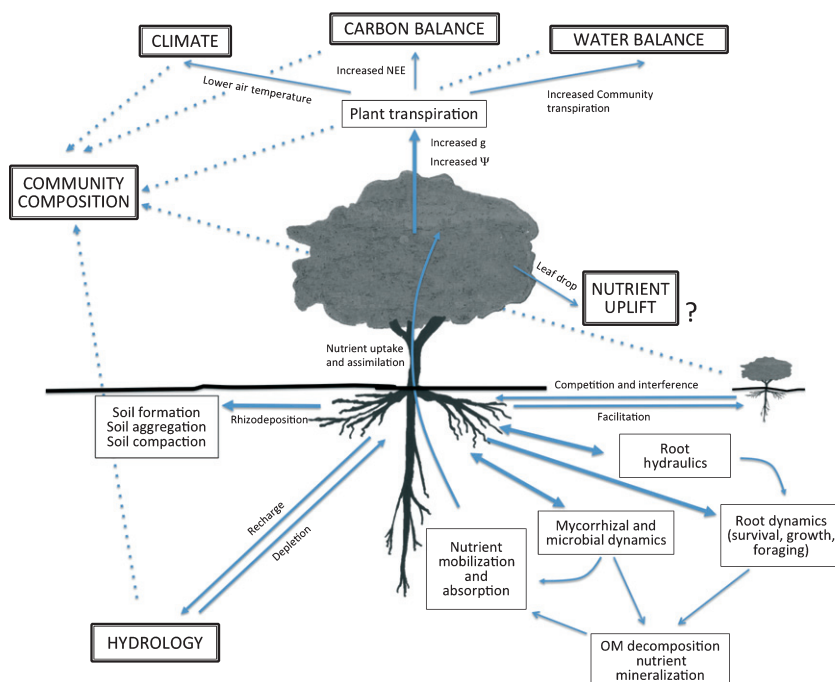 CARBON BALANCE
CLIMATE
WATER BALANCE
Increased NEE
Lower air temperature
Increased Community
transpiration
Plant transpiration
Increased g
Increased Ψ
COMMUNITY
COMPOSITION
Leaf drop
NUTRIENT
UPLIFT
?
Nutrient uptake
and assimilation
Competition and interference
Facilitation
Soil formation
Soil aggregation
Soil compaction
Rhizodeposition
Root
hydraulics
Recharge
Depletion
Nutrient
mobilization
and
absorption
Mycorrhizal and
microbial dynamics
Root dynamics
(survival, growth,
foraging)
HYDROLOGY
OM decomposition
nutrient
mineralization